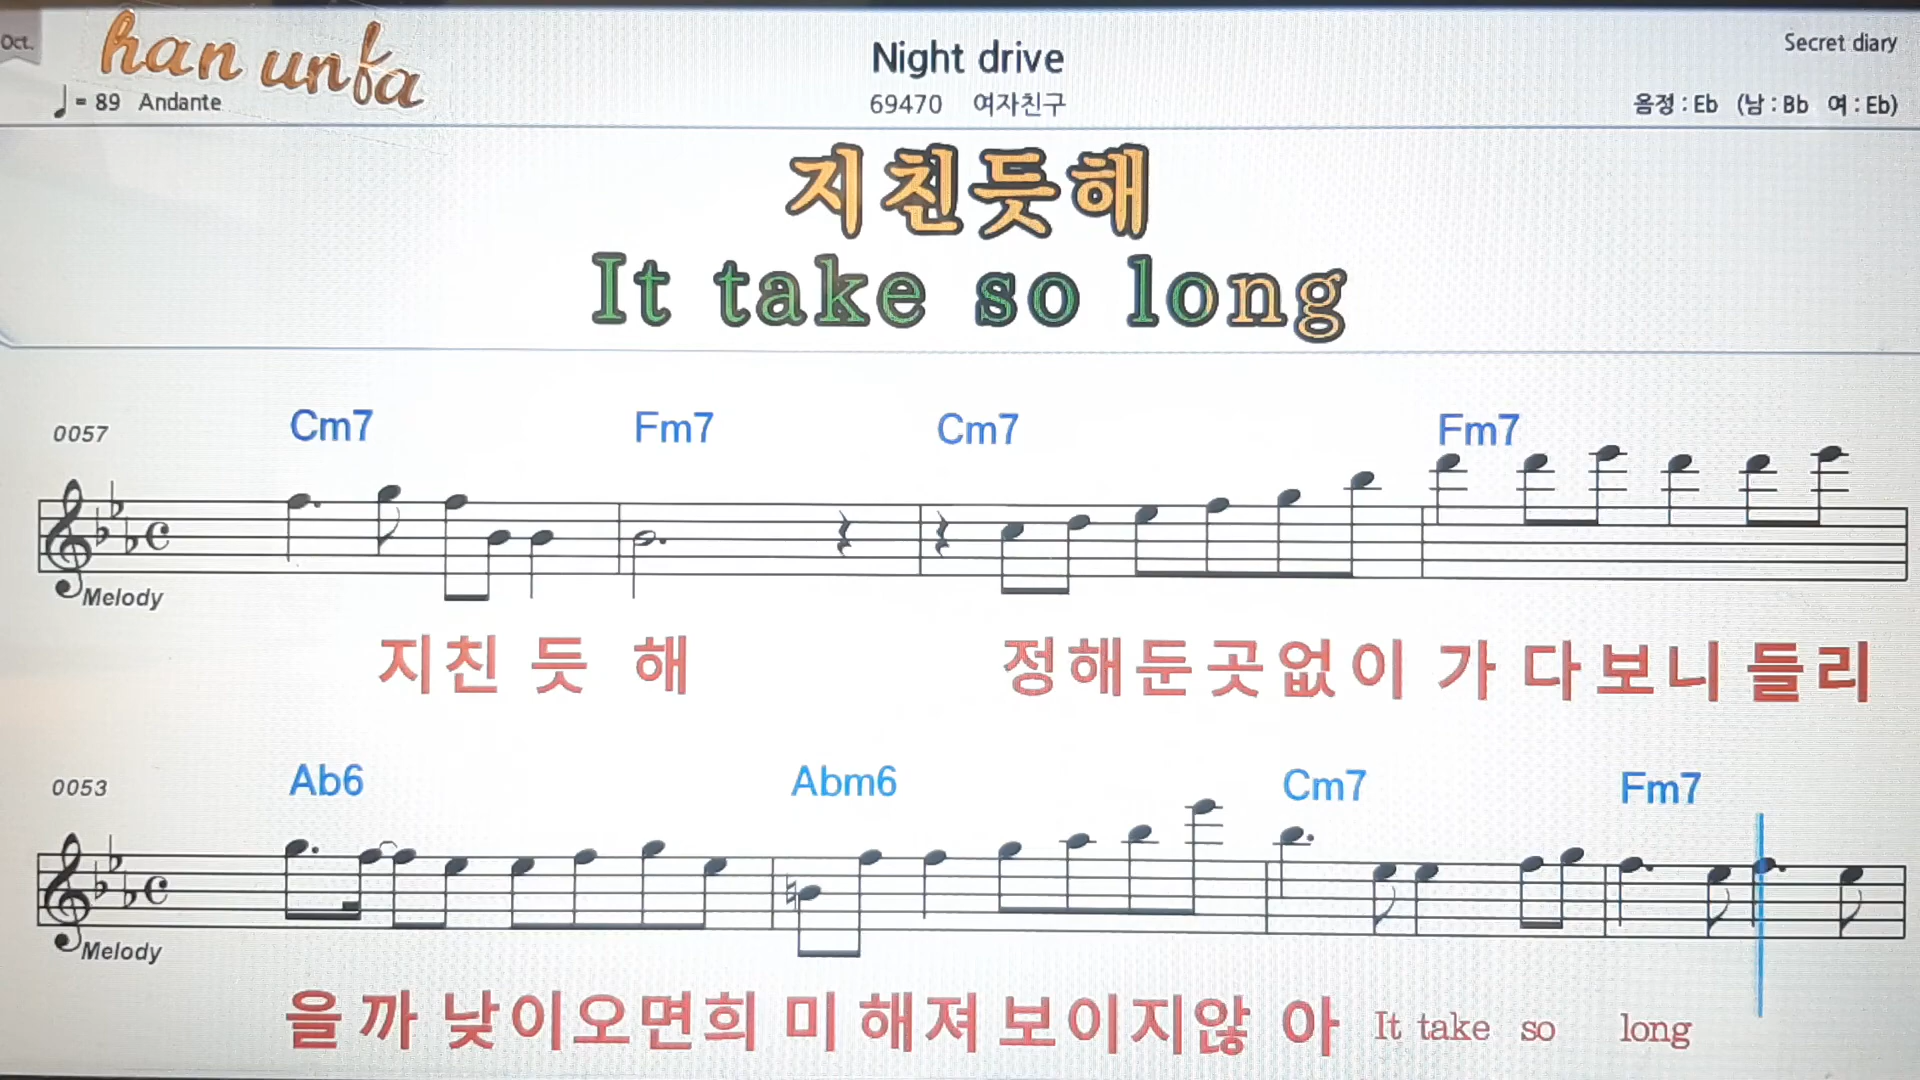 Oct.
han unfa
Night drive
Secret diary
♩ = 89 Andante
69470 여자친구
음정 : Eb (남 : Bb 여 : Eb)
지친듯해
It take so long
Cm7 Fm7 Cm7 Fm7
0057
Melody
지친 듯 해 정해둔곳없이 가 다보니 들리
Ab6 Abm6 Cm7 Fm7
0053
Melody
을까 낮이오면희 미 해져 보이지않 아 It take so long